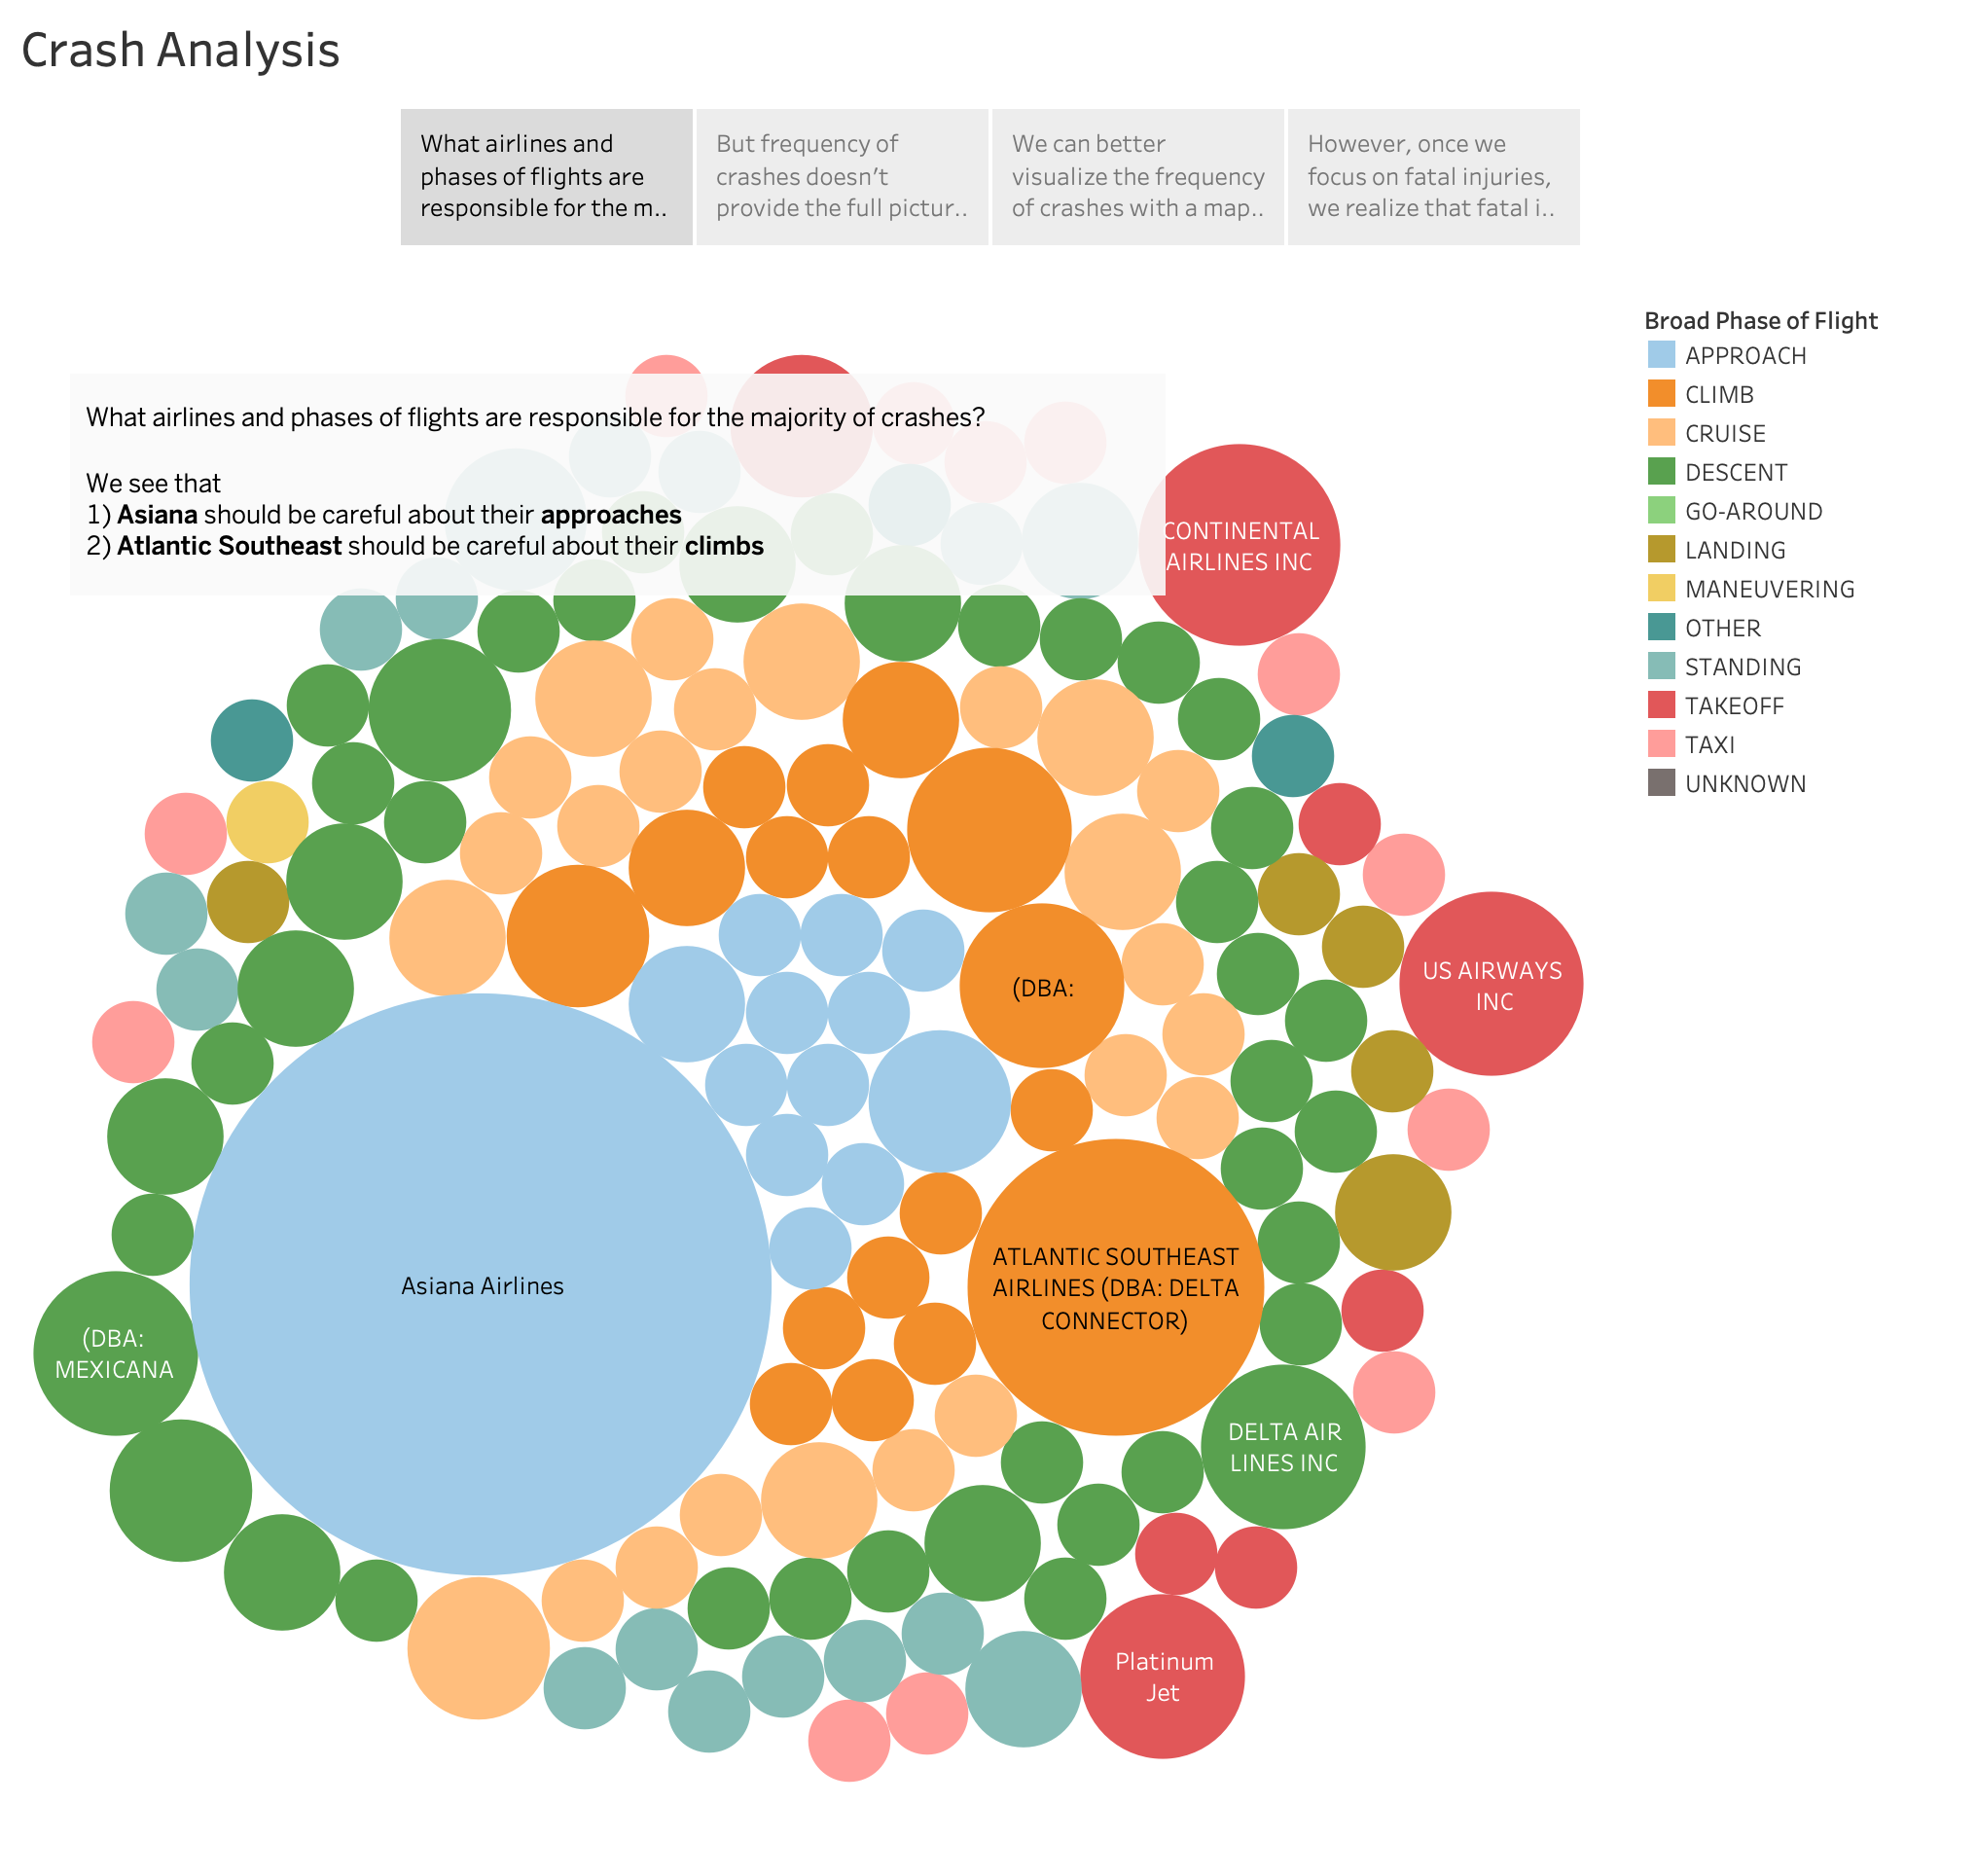 Crash Analysis
What airlines and
phases of flights are
responsible for the m..
But frequency of
crashes doesn't
provide the full pictur..
We can better
visualize the frequency
of crashes with a map..
However, once we
focus on fatal injuries,
we realize that fatal i..
Broad Phase of Flight
APPROACH
CLIMB
CRUISE
DESCENT
GO-AROUND
LANDING
MANEUVERING
OTHER
STANDING
TAKEOFF
TAXI
UNKNOWN
What airlines and phases of flights are responsible for the majority of crashes?
We see that
1) Asiana should be careful about their approaches
2) Atlantic Southeast should be careful about their climbs
CONTINENTAL
AIRLINES INC
US AIRWAYS
INC
(DBA:
Asiana Airlines
ATLANTIC SOUTHEAST
AIRLINES (DBA: DELTA
CONNECTOR)
(DBA:
MEXICANA
DELTA AIR
LINES INC
Platinum
Jet